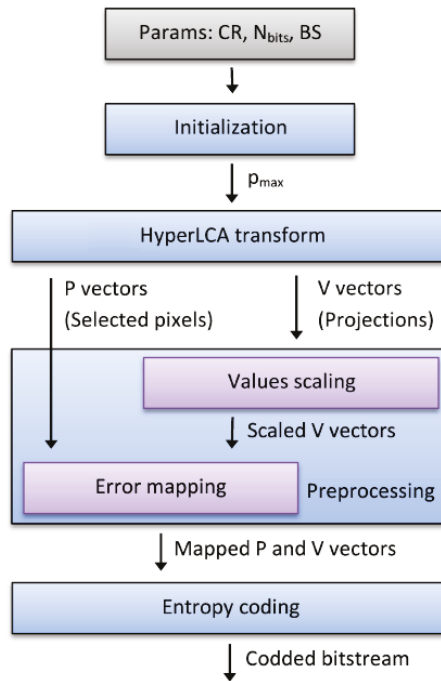 Params: CR, Nbits, BS
Initialization
pmax
HyperLCA transform
P vectors
(Selected pixels)
V vectors
(Projections)
Values scaling
Scaled V vectors
Error mapping
Preprocessing
Mapped P and V vectors
Entropy coding
Codded bitstream